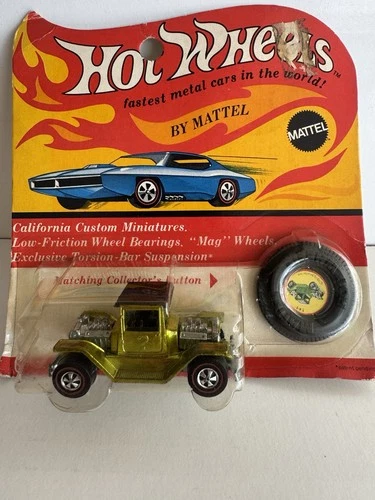 HOT WHEELS
fastest metal cars in the world!
BY MATTEL
MATTEL
California Custom Miniatures.
Low-Friction Wheel Bearings, "Mag" Wheels,
Exclusive Torsion-Bar Suspension*
Matching Collector's Button